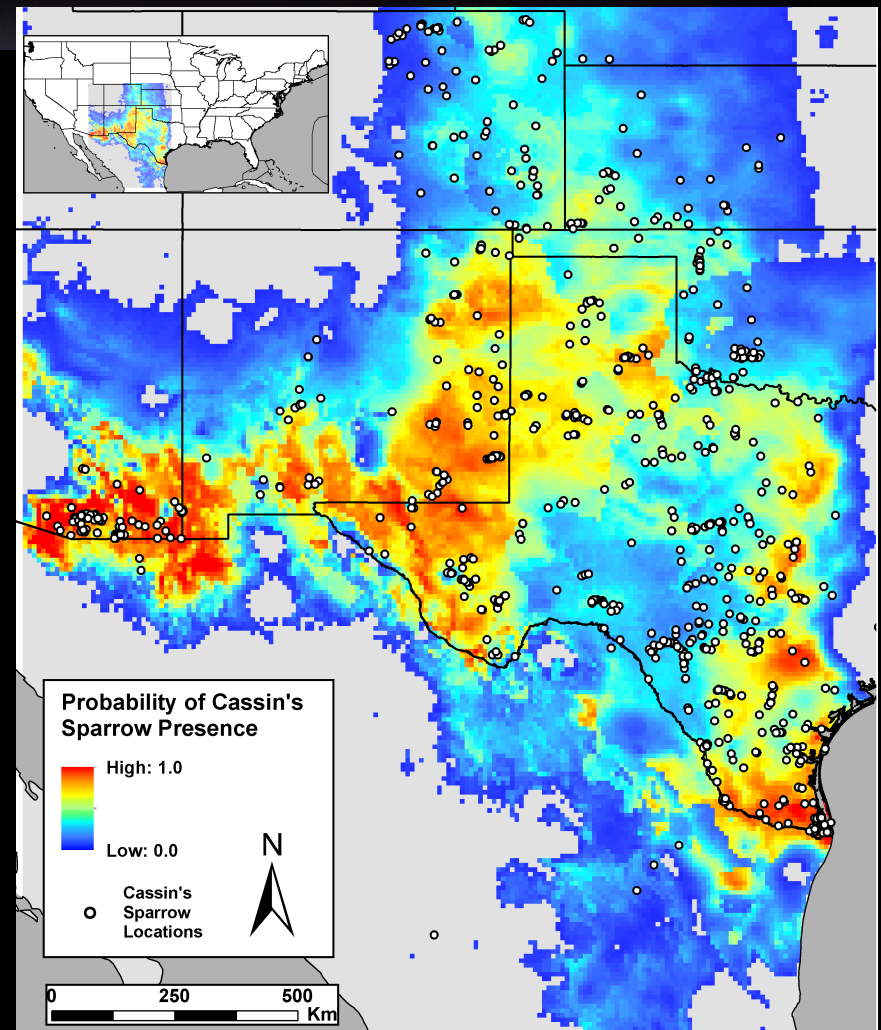 Probability of Cassin's
Sparrow Presence
High: 1.0
Low: 0.0
N
Cassin's
Sparrow
Locations
0 250 500
Km